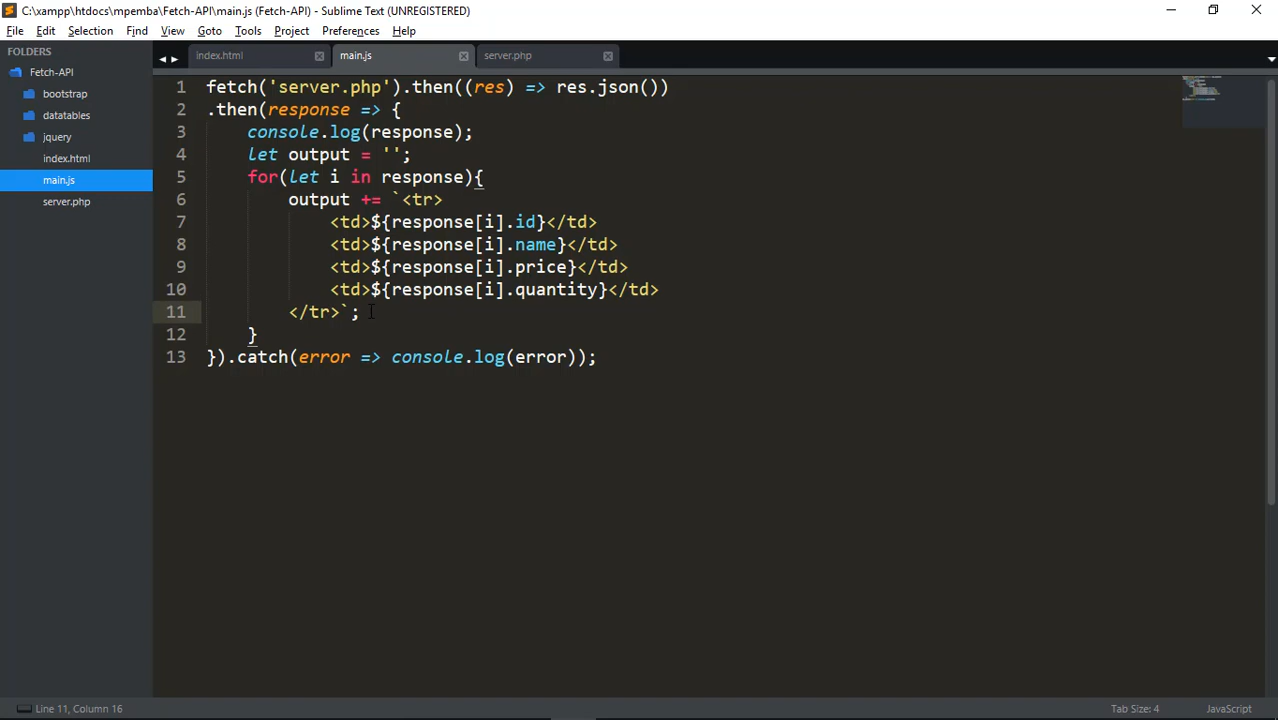 C:\xampp\htdocs\mpemba\Fetch-API\main.js (Fetch-API) - Sublime Text (UNREGISTERED)
File Edit Selection Find View Goto Tools Project Preferences Help
FOLDERS
Fetch-API
bootstrap
datatables
jquery
index.html
main.js
server.php
index.html main.js server.php
1 fetch('server.php').then((res) => res.json())
2 .then(response => {
3     console.log(response);
4     let output = '';
5     for(let i in response){
6         output += `<tr>
7             <td>${response[i].id}</td>
8             <td>${response[i].name}</td>
9             <td>${response[i].price}</td>
10             <td>${response[i].quantity}</td>
11         </tr>`;
12     }
13 }).catch(error => console.log(error));
Line 11, Column 16 Tab Size: 4 JavaScript